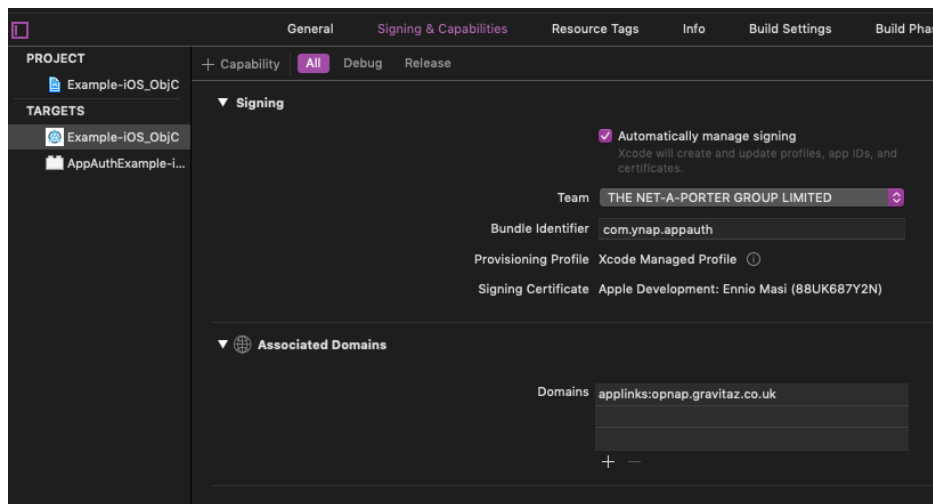 General Signing & Capabilities Resource Tags Info Build Settings Build Pha
PROJECT
Example-iOS_ObjC
TARGETS
Example-iOS_ObjC
AppAuthExample-i...
+ Capability All Debug Release
Signing
Automatically manage signing
Xcode will create and update profiles, app IDs, and
certificates.
Team THE NET-A-PORTER GROUP LIMITED
Bundle Identifier com.ynap.appauth
Provisioning Profile Xcode Managed Profile
Signing Certificate Apple Development: Ennio Masi (88UK687Y2N)
Associated Domains
Domains applinks:opnap.gravitaz.co.uk